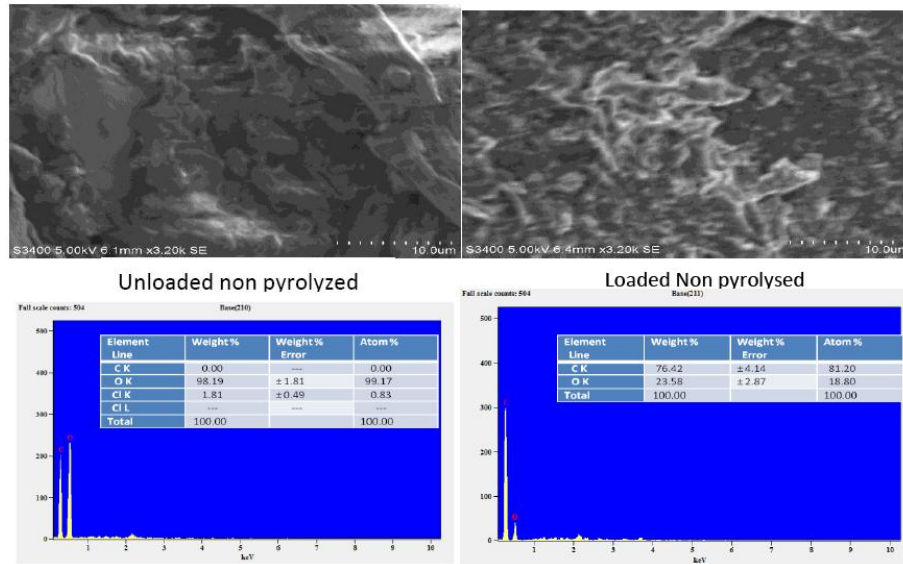 S3400 5.00kV 6.1mm x3.20k SE 10.0um
S3400 5.00kV 6.4mm x3.20k SE 10.0um
Unloaded non pyrolyzed
Full scale counts: 504 Base(210)
500
400
300
200
100
0
Element Line Weight % Weight % Error Atom %
C K 0.00 --- 0.00
O K 98.19 ± 1.81 99.17
Cl K 1.81 ± 0.49 0.83
Cl L --- --- ---
Total 100.00 100.00
C O
1 2 3 4 5 6 7 8 9 10
keV
Loaded Non pyrolysed
Full scale counts: 504 Base(211)
500
400
300
200
100
0
Element Line Weight % Weight % Error Atom %
C K 76.42 ± 4.14 81.20
O K 23.58 ± 2.87 18.80
Total 100.00 100.00
O
1 2 3 4 5 6 7 8 9 10
keV